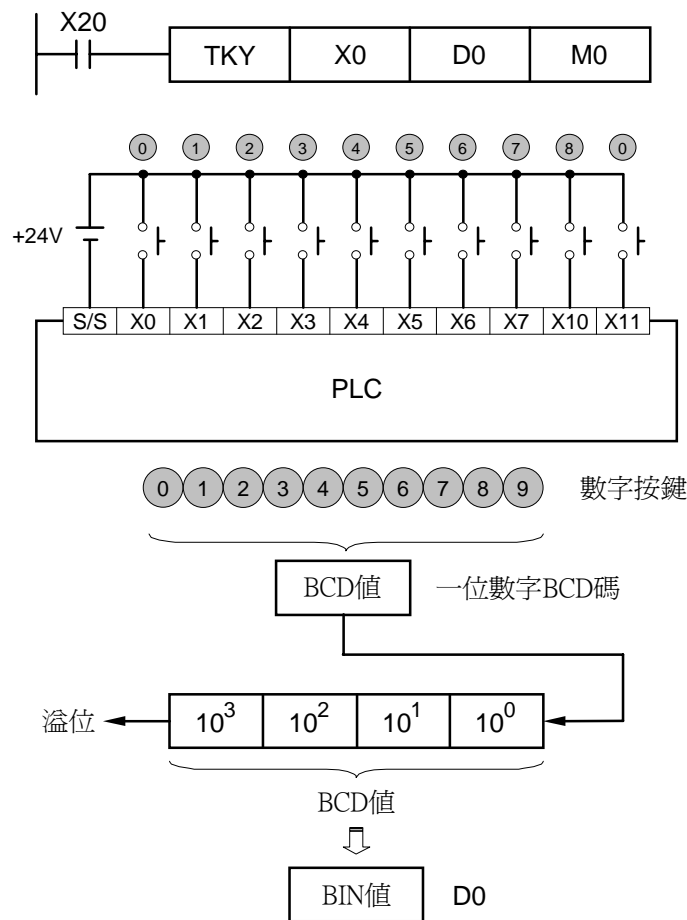 X20
TKY X0 D0 M0
0 1 2 3 4 5 6 7 8 0
+24V
S/S X0 X1 X2 X3 X4 X5 X6 X7 X10 X11
PLC
0 1 2 3 4 5 6 7 8 9 數字按鍵
BCD值 一位數字BCD碼
溢位 10³ 10² 10¹ 10⁰
BCD值
BIN值 D0